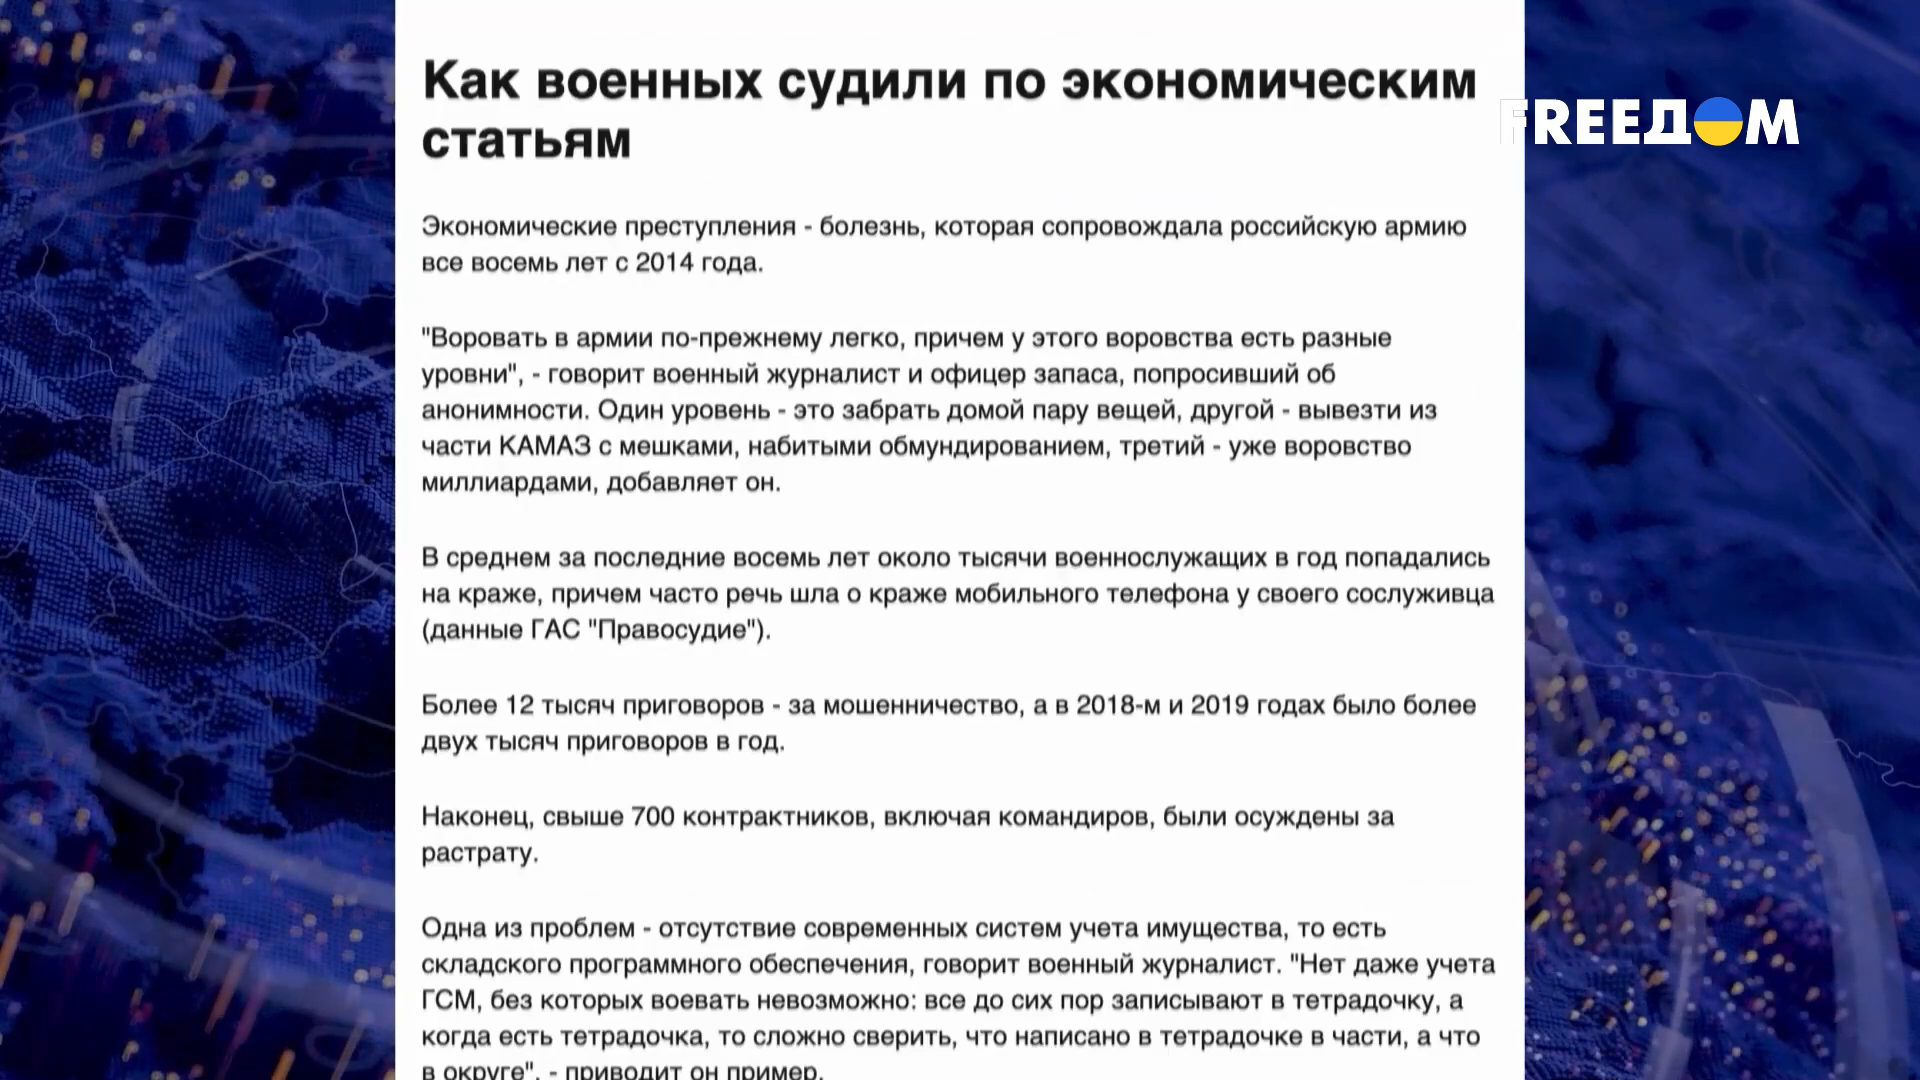 Как военных судили по экономическим
статьям
FREEДOM
Экономические преступления - болезнь, которая сопровождала российскую армию
все восемь лет с 2014 года.
"Воровать в армии по-прежнему легко, причем у этого воровства есть разные
уровни", - говорит военный журналист и офицер запаса, попросивший об
анонимности. Один уровень - это забрать домой пару вещей, другой - вывезти из
части КАМАЗ с мешками, набитыми обмундированием, третий - уже воровство
миллиардами, добавляет он.
В среднем за последние восемь лет около тысячи военнослужащих в год попадались
на краже, причем часто речь шла о краже мобильного телефона у своего сослуживца
(данные ГАС "Правосудие").
Более 12 тысяч приговоров - за мошенничество, а в 2018-м и 2019 годах было более
двух тысяч приговоров в год.
Наконец, свыше 700 контрактников, включая командиров, были осуждены за
растрату.
Одна из проблем - отсутствие современных систем учета имущества, то есть
складского программного обеспечения, говорит военный журналист. "Нет даже учета
ГСМ, без которых воевать невозможно: все до сих пор записывают в тетрадочку, а
когда есть тетрадочка, то сложно сверить, что написано в тетрадочке в части, а что
в округе", - приводит он пример.